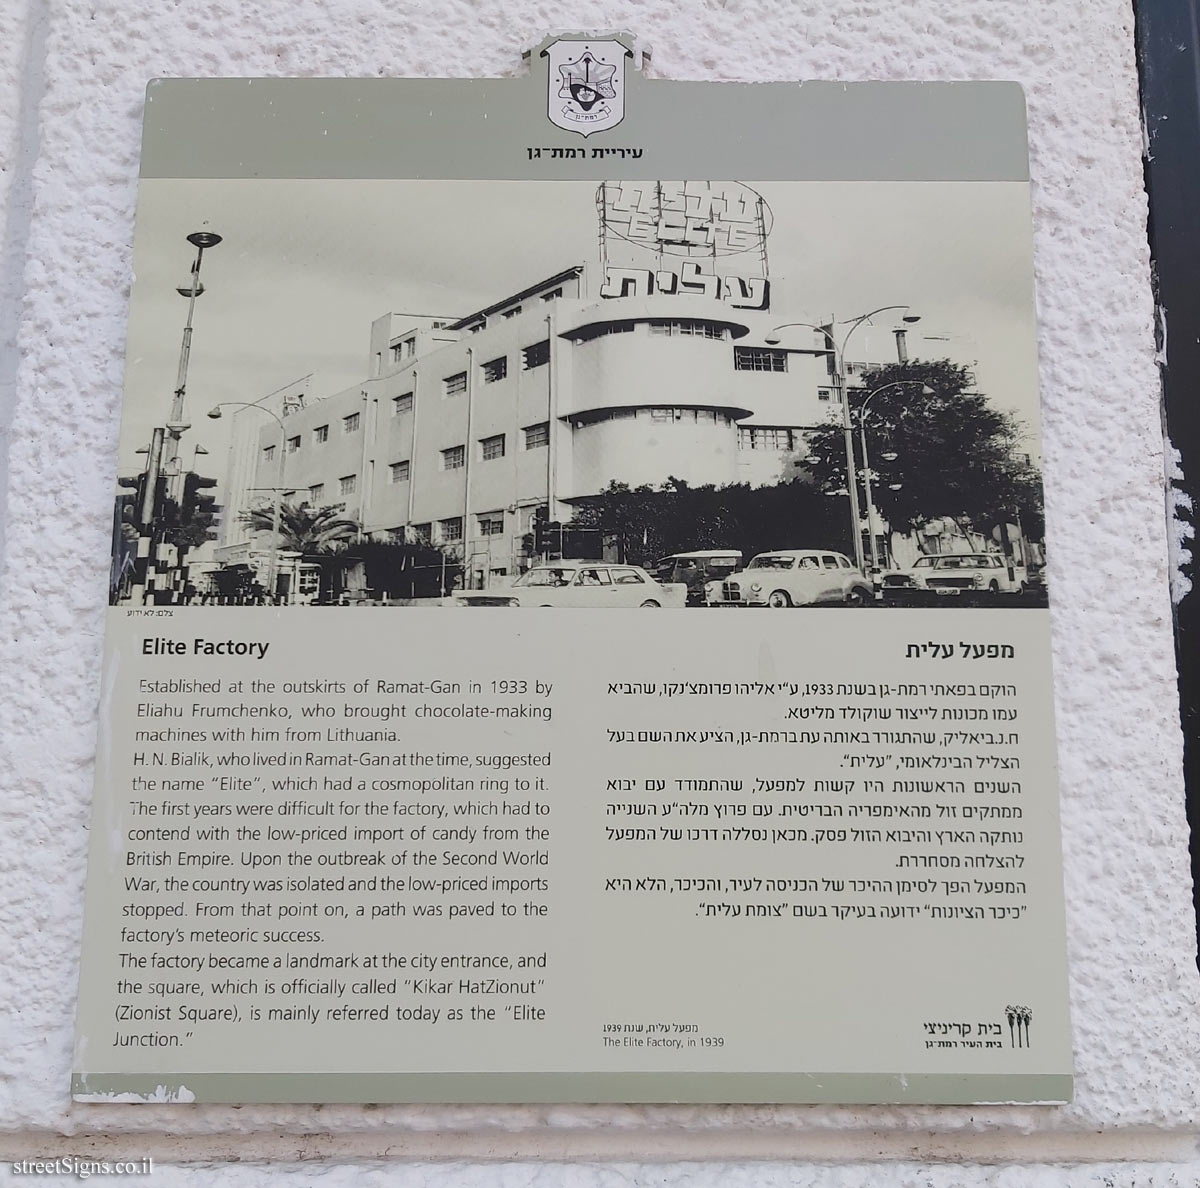 רמת-גן
עיריית רמת-גן
עלית
ELITE
עלית
צלם: לא ידוע
Elite Factory
Established at the outskirts of Ramat-Gan in 1933 by
Eliahu Frumchenko, who brought chocolate-making
machines with him from Lithuania.
H. N. Bialik, who lived in Ramat-Gan at the time, suggested
the name "Elite", which had a cosmopolitan ring to it.
The first years were difficult for the factory, which had to
contend with the low-priced import of candy from the
British Empire. Upon the outbreak of the Second World
War, the country was isolated and the low-priced imports
stopped. From that point on, a path was paved to the
factory's meteoric success.
The factory became a landmark at the city entrance, and
the square, which is officially called "Kikar HatZionut"
(Zionist Square), is mainly referred today as the "Elite
Junction."
מפעל עלית
הוקם בפאתי רמת-גן בשנת 1933, ע"י אליהו פרומצ'נקו, שהביא
עמו מכונות לייצור שוקולד מליטא.
ח.נ.ביאליק, שהתגורר באותה עת ברמת-גן, הציע את השם בעל
הצליל הבינלאומי, "עלית".
השנים הראשונות היו קשות למפעל, שהתמודד עם יבוא
ממתקים זול מהאימפריה הבריטית. עם פרוץ מלה"ע השנייה
נותקה הארץ והיבוא הזול פסק. מכאן נסללה דרכו של המפעל
להצלחה מסחררת.
המפעל הפך לסימן ההיכר של הכניסה לעיר, והכיכר, הלא היא
"כיכר הציונות" ידועה בעיקר בשם "צומת עלית".
מפעל עלית, שנת 1939
The Elite Factory, in 1939
בית קריניצי
בית העיר רמת-גן
streetSigns.co.il